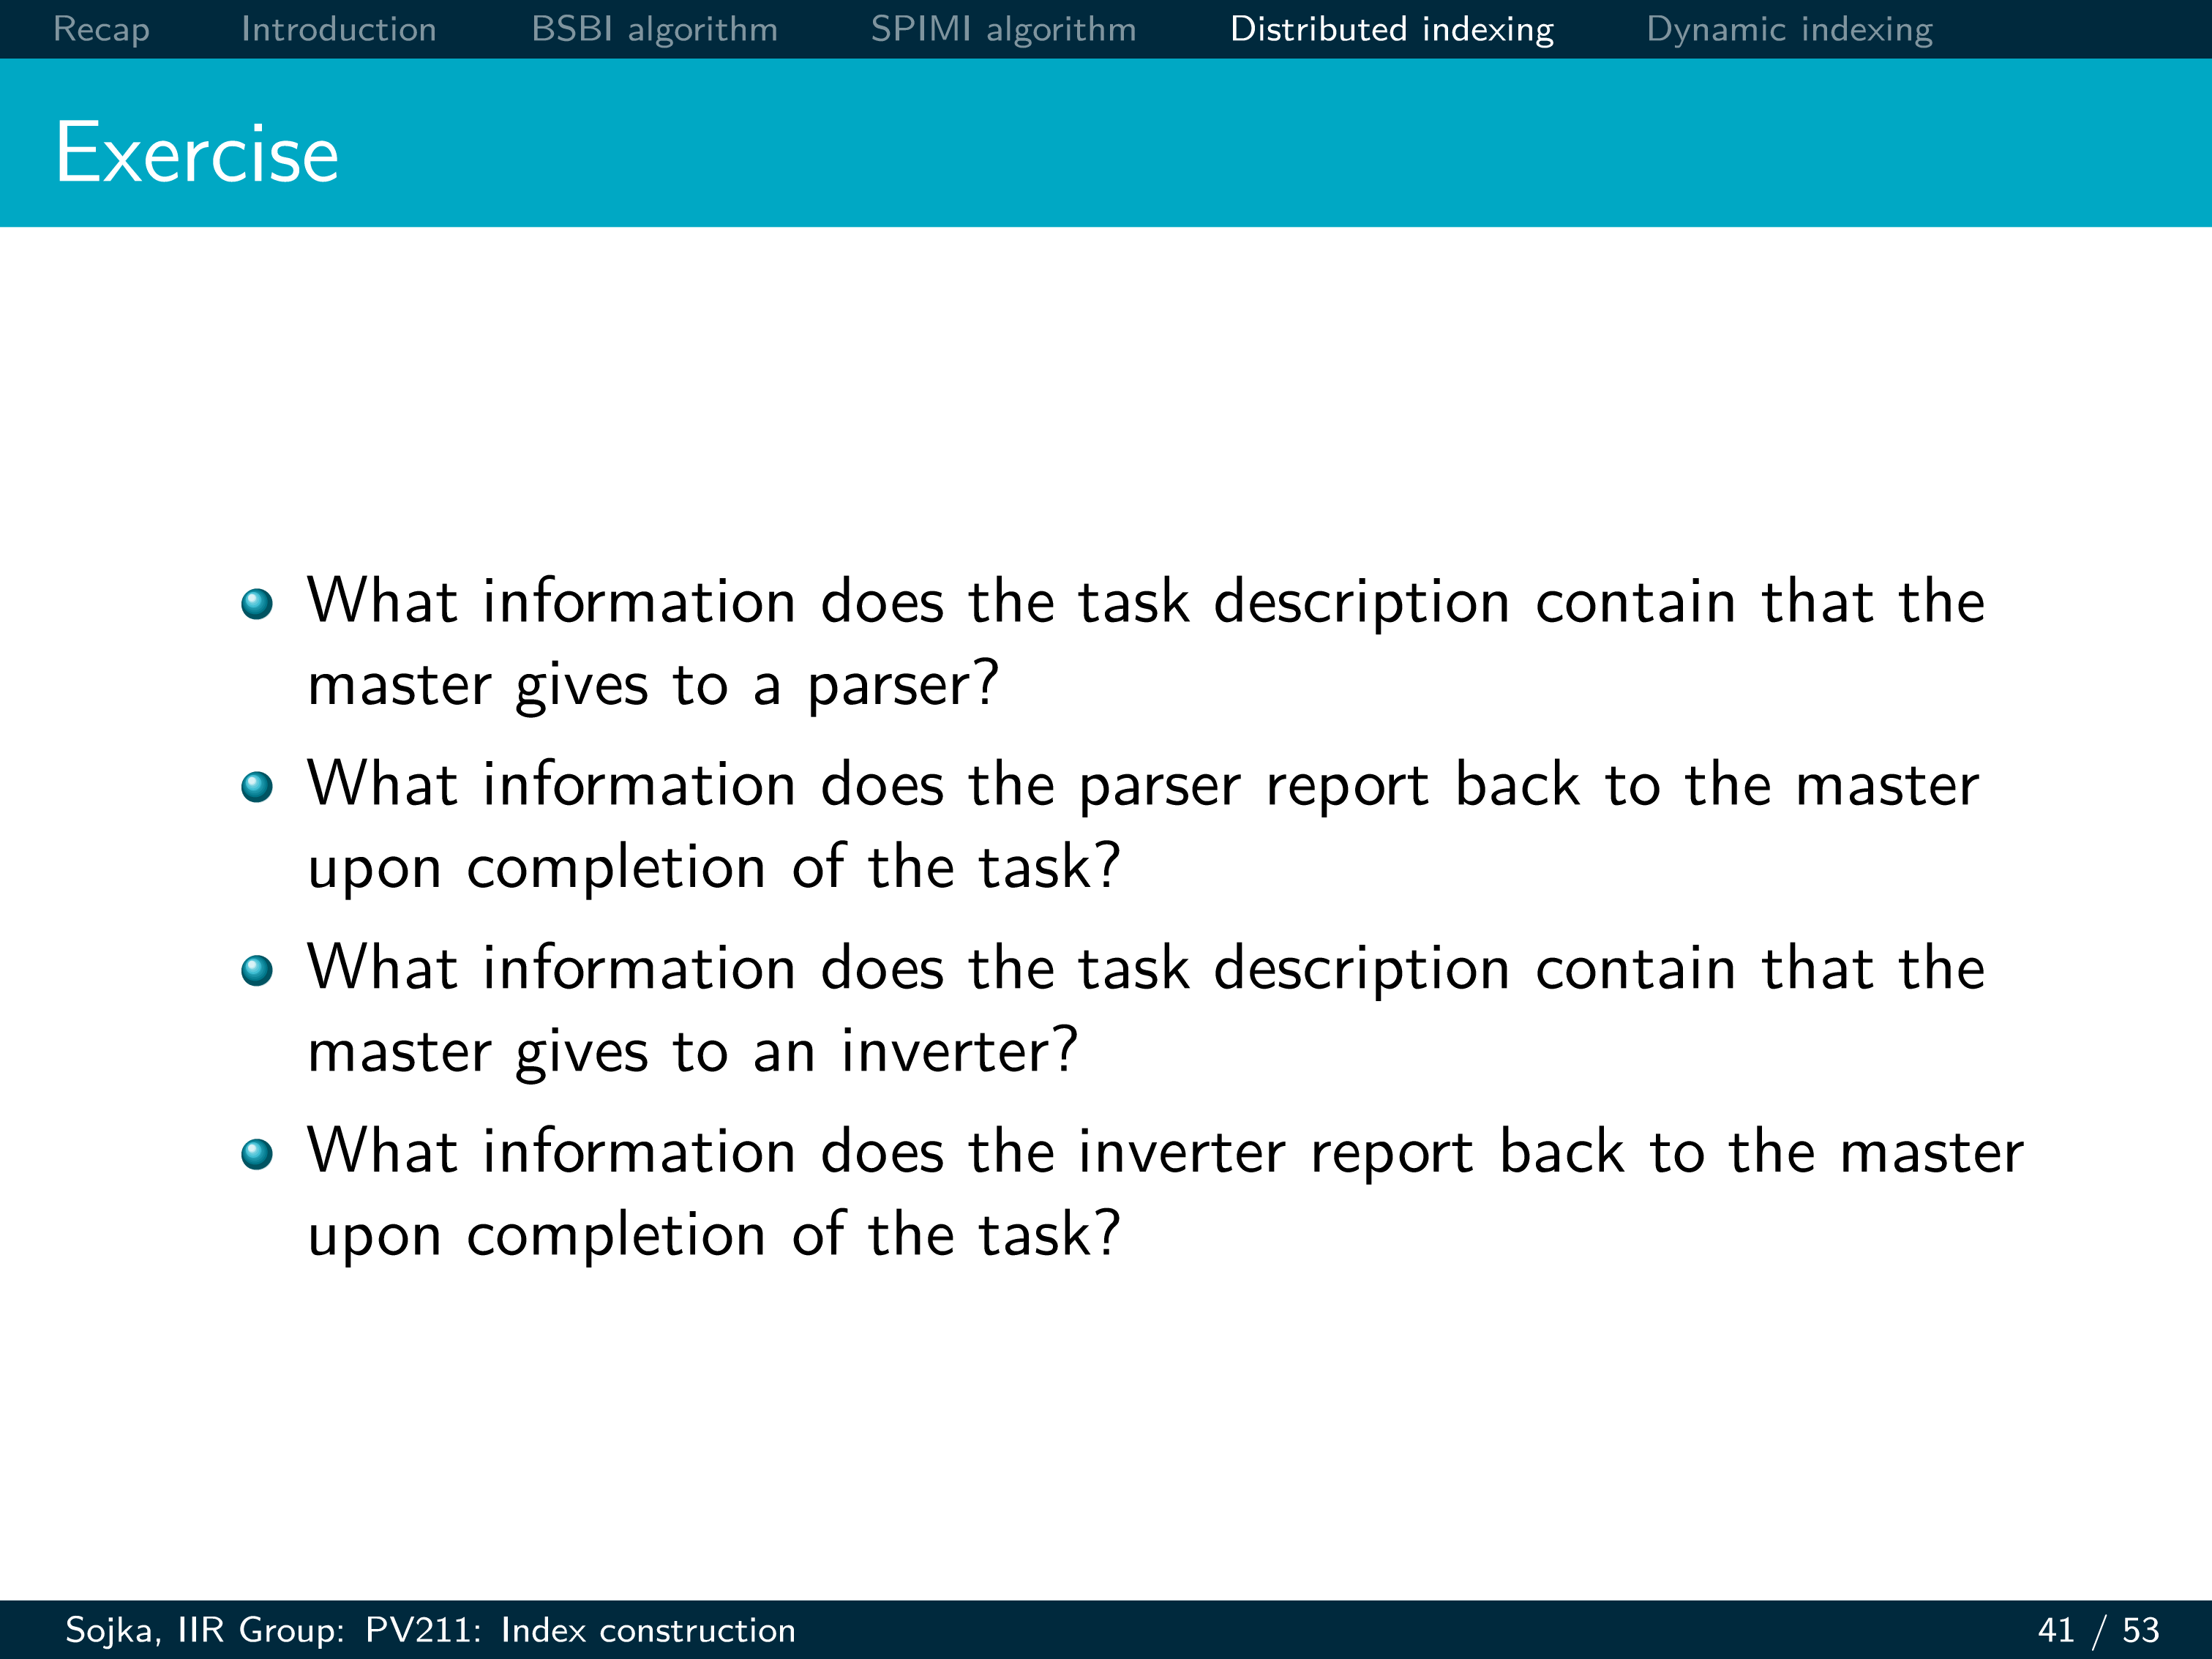 Recap Introduction BSBI algorithm SPIMI algorithm Distributed indexing Dynamic indexing
Exercise
What information does the task description contain that the
master gives to a parser?
What information does the parser report back to the master
upon completion of the task?
What information does the task description contain that the
master gives to an inverter?
What information does the inverter report back to the master
upon completion of the task?
Sojka, IIR Group: PV211: Index construction 41 / 53